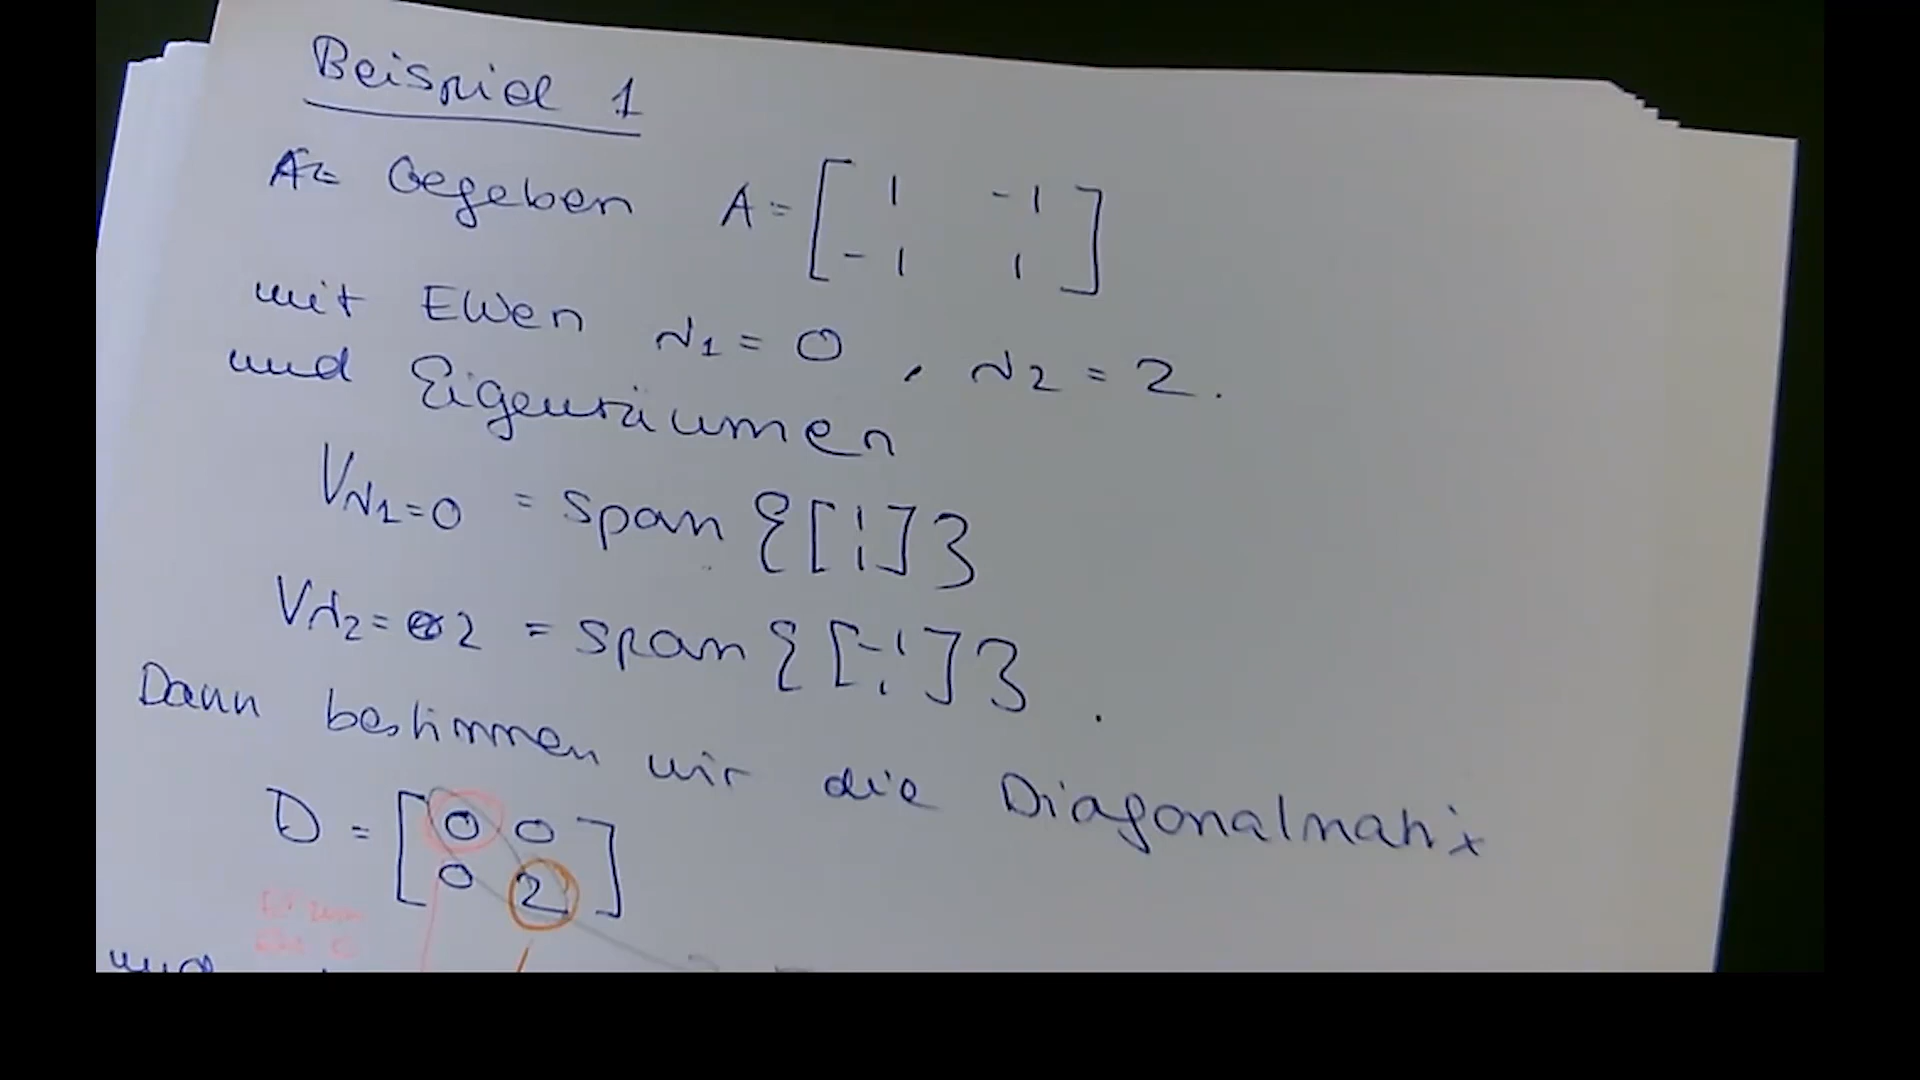 Beispiel 1
A= Gegeben A = [ 1 -1
-1 1 ]
mit EWen λ1 = 0 , λ2 = 2 .
und Eigenräumen
Vλ1=0 = span {[ 1 1 ]}
Vλ2=2 = span {[ -1 1 ]} .
Dann bestimmen wir die Diagonalmatrix
D = [ 0 0
0 2 ]
und